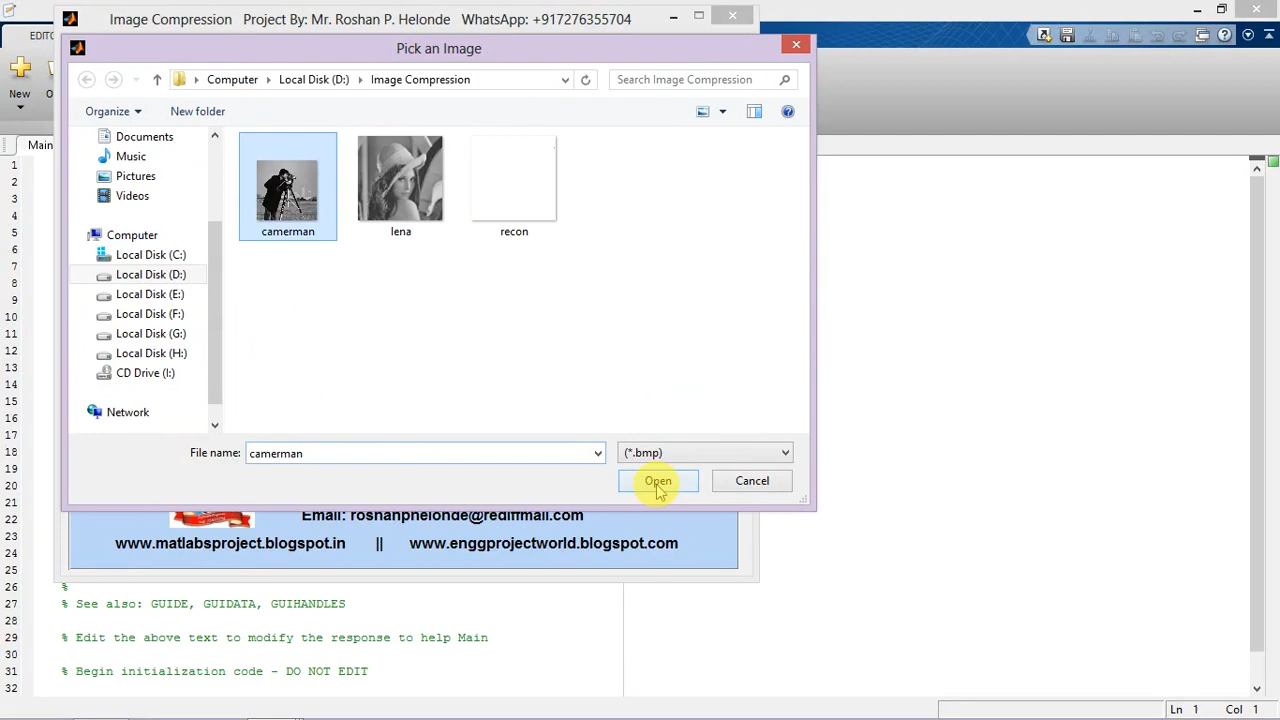 Image Compression Project By: Mr. Roshan P. Helonde WhatsApp: +917276355704
Pick an Image
Computer Local Disk (D:) Image Compression
Search Image Compression
Organize New folder
Documents
Music
Pictures
Videos
Computer
Local Disk (C:)
Local Disk (D:)
Local Disk (E:)
Local Disk (F:)
Local Disk (G:)
Local Disk (H:)
CD Drive (I:)
Network
camerman
lena
recon
File name: camerman (*.bmp)
Open Cancel
Email: roshanphelonde@rediffmail.com
www.matlabsproject.blogspot.in || www.enggprojectworld.blogspot.com
EDITO
New O
Main
1
2
3
4
5
6
7
8
9
10
11
12
13
14
15
16
17
18
19
20
21
22
23
24
25
26 %
27 % See also: GUIDE, GUIDATA, GUIHANDLES
28
29 % Edit the above text to modify the response to help Main
30
31 % Begin initialization code - DO NOT EDIT
32
Ln 1 Col 1